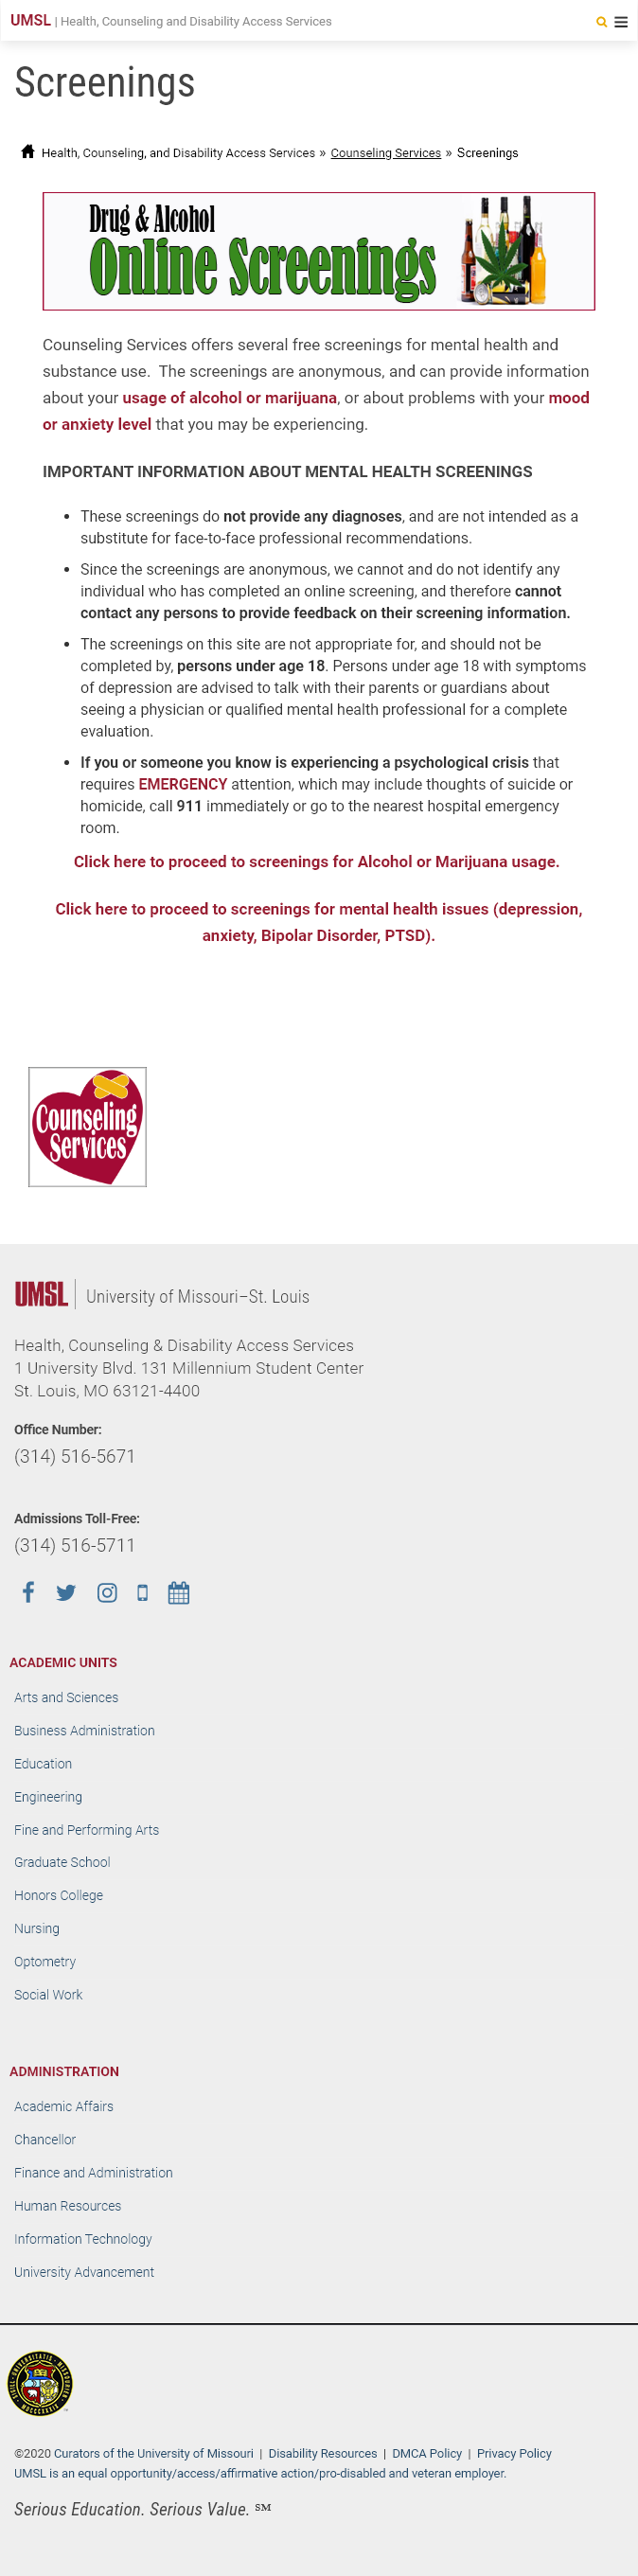 UMSL | Health, Counseling and Disability Access Services
Screenings
Health, Counseling, and Disability Access Services » Counseling Services » Screenings
Drug & Alcohol
Online Screenings
Counseling Services offers several free screenings for mental health and
substance use.  The screenings are anonymous, and can provide information
about your usage of alcohol or marijuana, or about problems with your mood
or anxiety level that you may be experiencing.
IMPORTANT INFORMATION ABOUT MENTAL HEALTH SCREENINGS
• These screenings do not provide any diagnoses, and are not intended as a
substitute for face-to-face professional recommendations.
• Since the screenings are anonymous, we cannot and do not identify any
individual who has completed an online screening, and therefore cannot
contact any persons to provide feedback on their screening information.
• The screenings on this site are not appropriate for, and should not be
completed by, persons under age 18. Persons under age 18 with symptoms
of depression are advised to talk with their parents or guardians about
seeing a physician or qualified mental health professional for a complete
evaluation.
• If you or someone you know is experiencing a psychological crisis that
requires EMERGENCY attention, which may include thoughts of suicide or
homicide, call 911 immediately or go to the nearest hospital emergency
room.
Click here to proceed to screenings for Alcohol or Marijuana usage.
Click here to proceed to screenings for mental health issues (depression,
anxiety, Bipolar Disorder, PTSD).
Counseling
Services
UMSL University of Missouri–St. Louis
Health, Counseling & Disability Access Services
1 University Blvd. 131 Millennium Student Center
St. Louis, MO 63121-4400
Office Number:
(314) 516-5671
Admissions Toll-Free:
(314) 516-5711
ACADEMIC UNITS
Arts and Sciences
Business Administration
Education
Engineering
Fine and Performing Arts
Graduate School
Honors College
Nursing
Optometry
Social Work
ADMINISTRATION
Academic Affairs
Chancellor
Finance and Administration
Human Resources
Information Technology
University Advancement
©2020 Curators of the University of Missouri | Disability Resources | DMCA Policy | Privacy Policy
UMSL is an equal opportunity/access/affirmative action/pro-disabled and veteran employer.
Serious Education. Serious Value. ℠